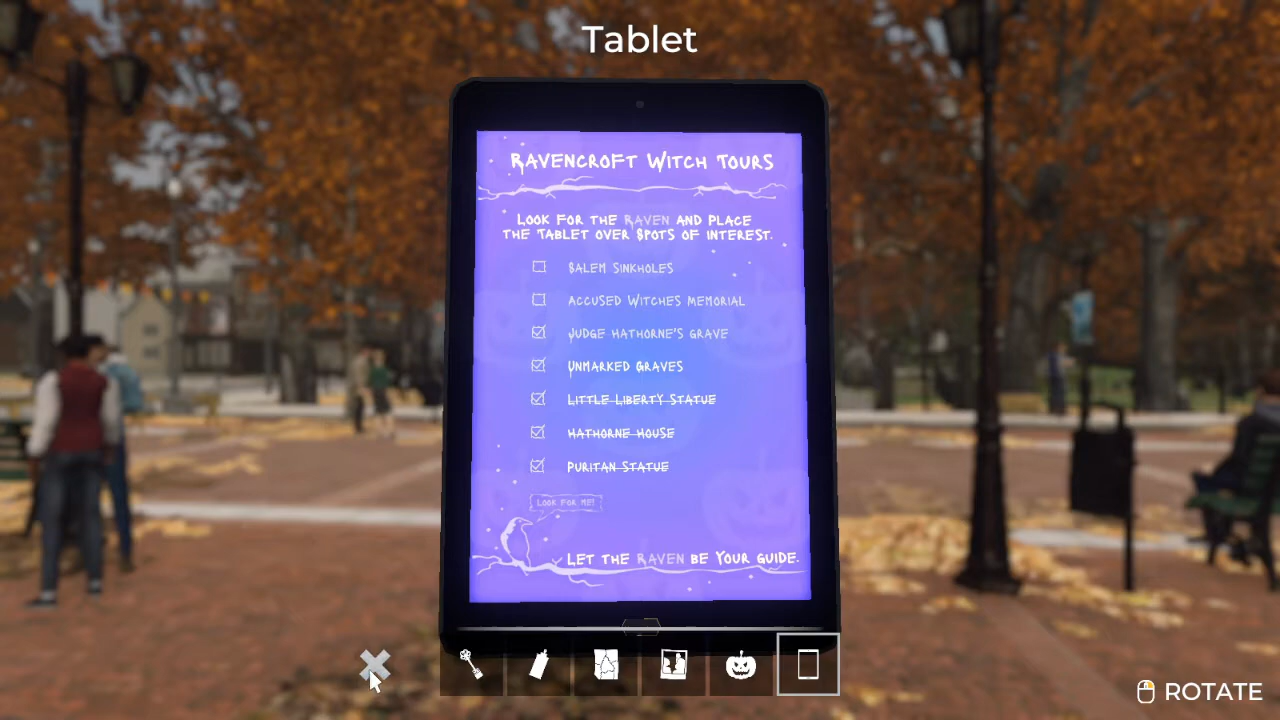 Tablet
RAVENCROFT WITCH TOURS
LOOK FOR THE RAVEN AND PLACE
THE TABLET OVER SPOTS OF INTEREST.
SALEM SINKHOLES
ACCUSED WITCHES MEMORIAL
JUDGE HATHORNE'S GRAVE
UNMARKED GRAVES
LITTLE LIBERTY STATUE
HATHORNE HOUSE
PURITAN STATUE
LOOK FOR ME!
LET THE RAVEN BE YOUR GUIDE.
ROTATE